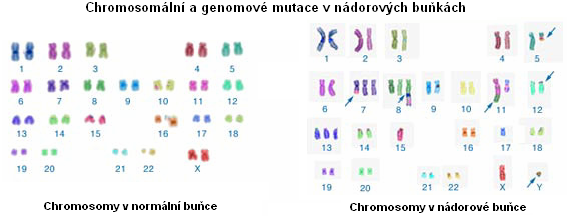 Chromosomální a genomové mutace v nádorových buňkách
1 2 3 4 5
6 7 8 9 10 11 12
13 14 15 16 17 18
19 20 21 22 X
Chromosomy v normální buňce
1 2 3 4 5
6 7 8 9 10 11 12
13 14 15 16 17 18
19 20 21 22 X Y
Chromosomy v nádorové buňce